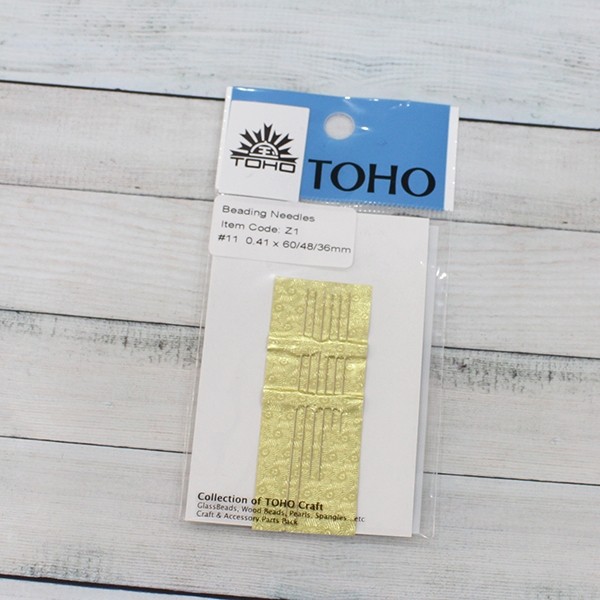 TOHO
TOHO
Beading Needles
Item Code: Z1
#11 0.41 x 60/48/36mm
Collection of TOHO Craft
GlassBeads, Wood Beads, Pearls, Spangles ..etc
Craft & Accessory Parts Pack